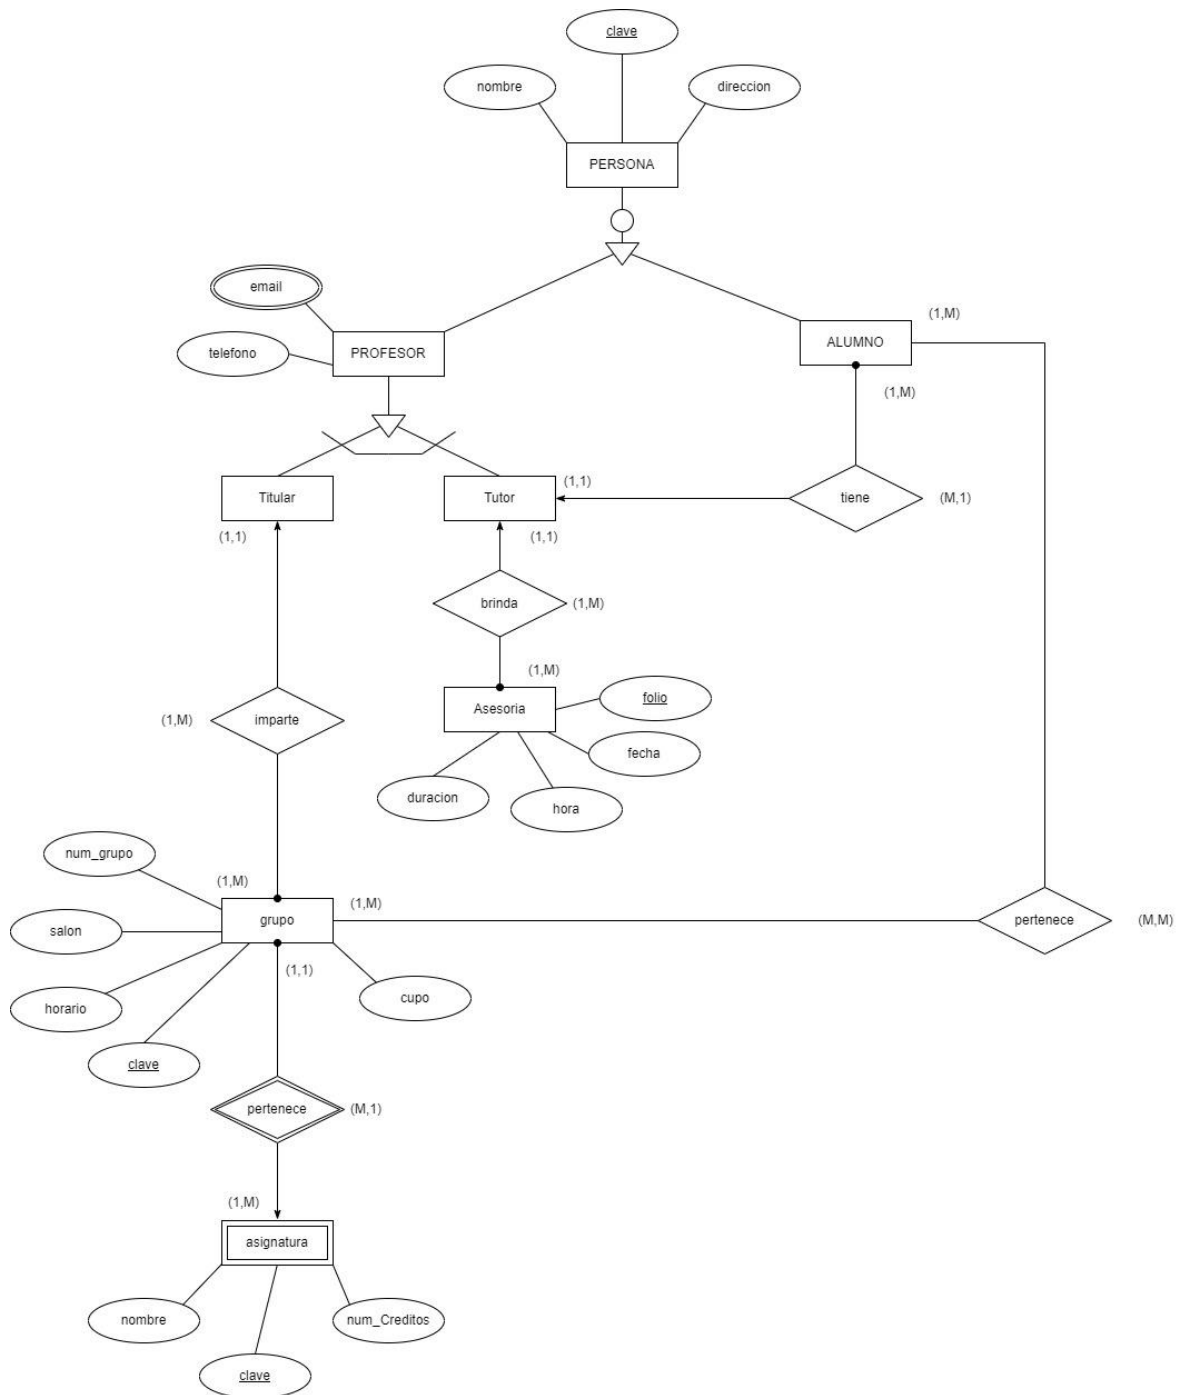 clave
nombre
direccion
PERSONA
email
(1,M)
PROFESOR
ALUMNO
telefono
(1,M)
(1,1)
Titular
Tutor
tiene
(M,1)
(1,1)
(1,1)
brinda
(1,M)
(1,M)
folio
Asesoria
(1,M)
imparte
fecha
duracion
hora
num_grupo
(1,M)
(1,M)
salon
grupo
pertenece
(M,M)
(1,1)
horario
cupo
clave
pertenece
(M,1)
(1,M)
asignatura
nombre
num_Creditos
clave